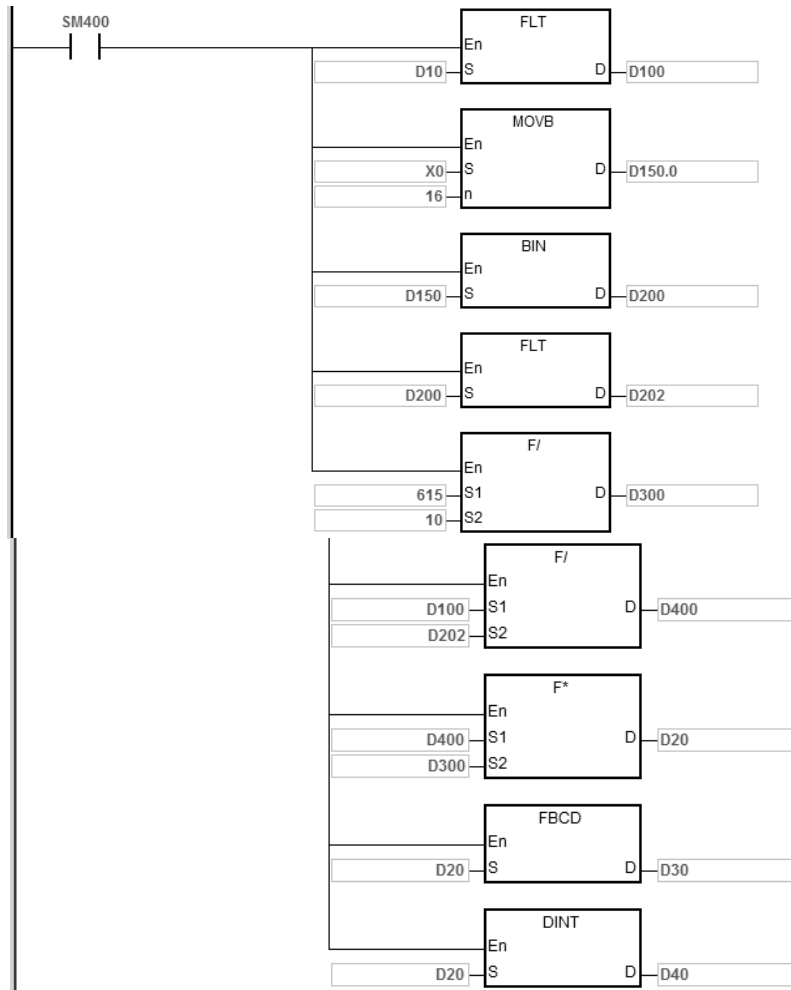 SM400
FLT
En
D10 S D D100
MOVB
En
X0 S D D150.0
16 n
BIN
En
D150 S D D200
FLT
En
D200 S D D202
F/
En
615 S1 D D300
10 S2
F/
En
D100 S1 D D400
D202 S2
F*
En
D400 S1 D D20
D300 S2
FBCD
En
D20 S D D30
DINT
En
D20 S D D40